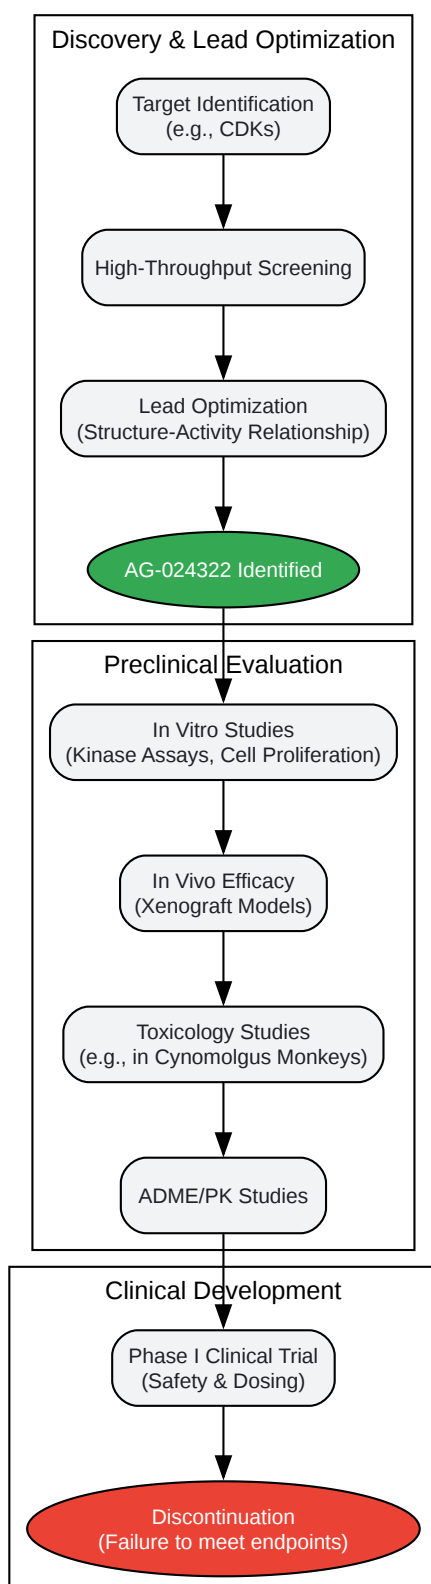 Discovery & Lead Optimization
Target Identification
(e.g., CDKs)
High-Throughput Screening
Lead Optimization
(Structure-Activity Relationship)
AG-024322 Identified
Preclinical Evaluation
In Vitro Studies
(Kinase Assays, Cell Proliferation)
In Vivo Efficacy
(Xenograft Models)
Toxicology Studies
(e.g., in Cynomolgus Monkeys)
ADME/PK Studies
Clinical Development
Phase I Clinical Trial
(Safety & Dosing)
Discontinuation
(Failure to meet endpoints)